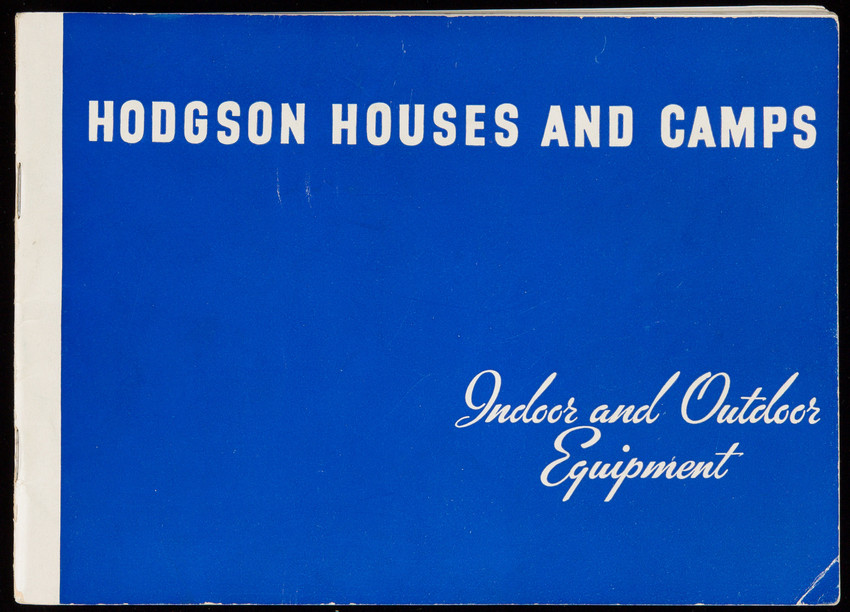 HODGSON HOUSES AND CAMPS
Indoor and Outdoor
Equipment